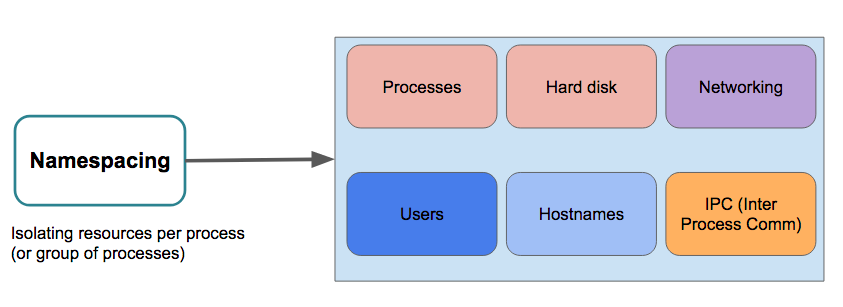 Namespacing
Isolating resources per process
(or group of processes)
Processes
Hard disk
Networking
Users
Hostnames
IPC (Inter
Process Comm)